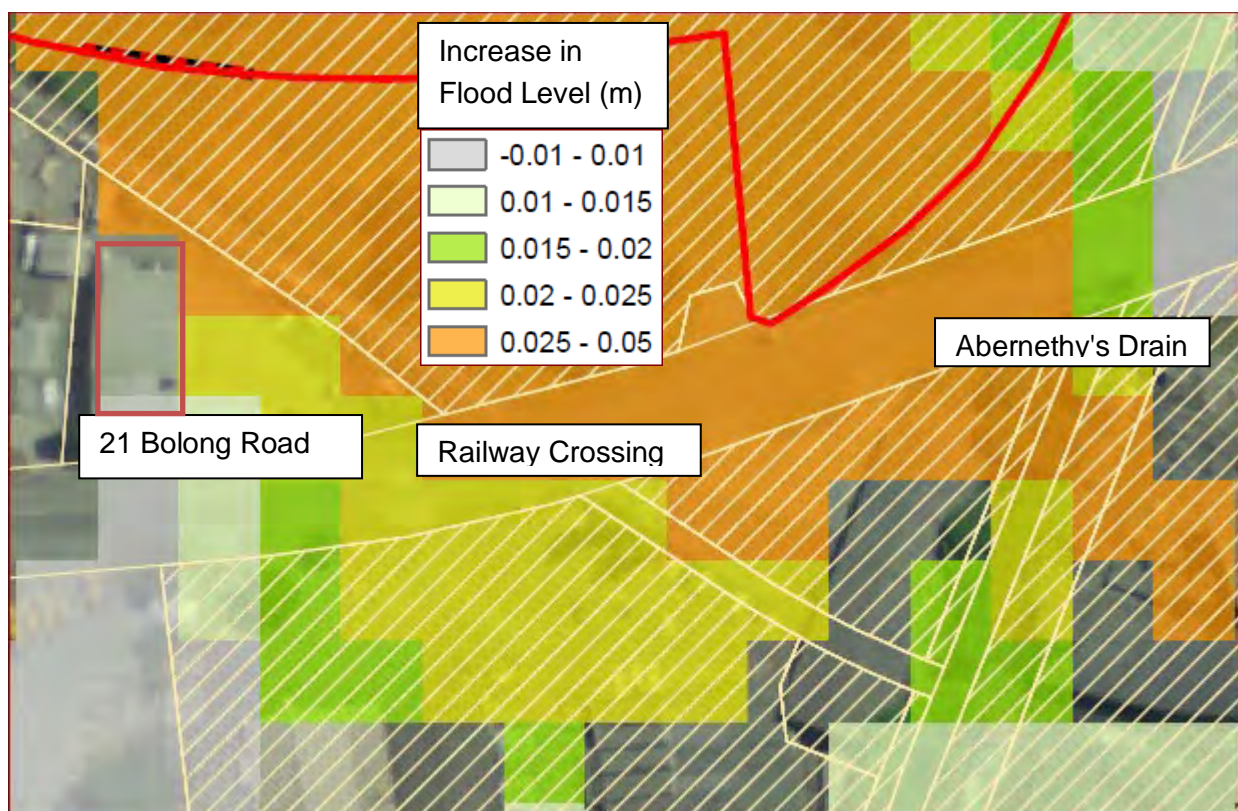 Increase in
Flood Level (m)
-0.01 - 0.01
0.01 - 0.015
0.015 - 0.02
0.02 - 0.025
0.025 - 0.05
Abernethy's Drain
21 Bolong Road
Railway Crossing